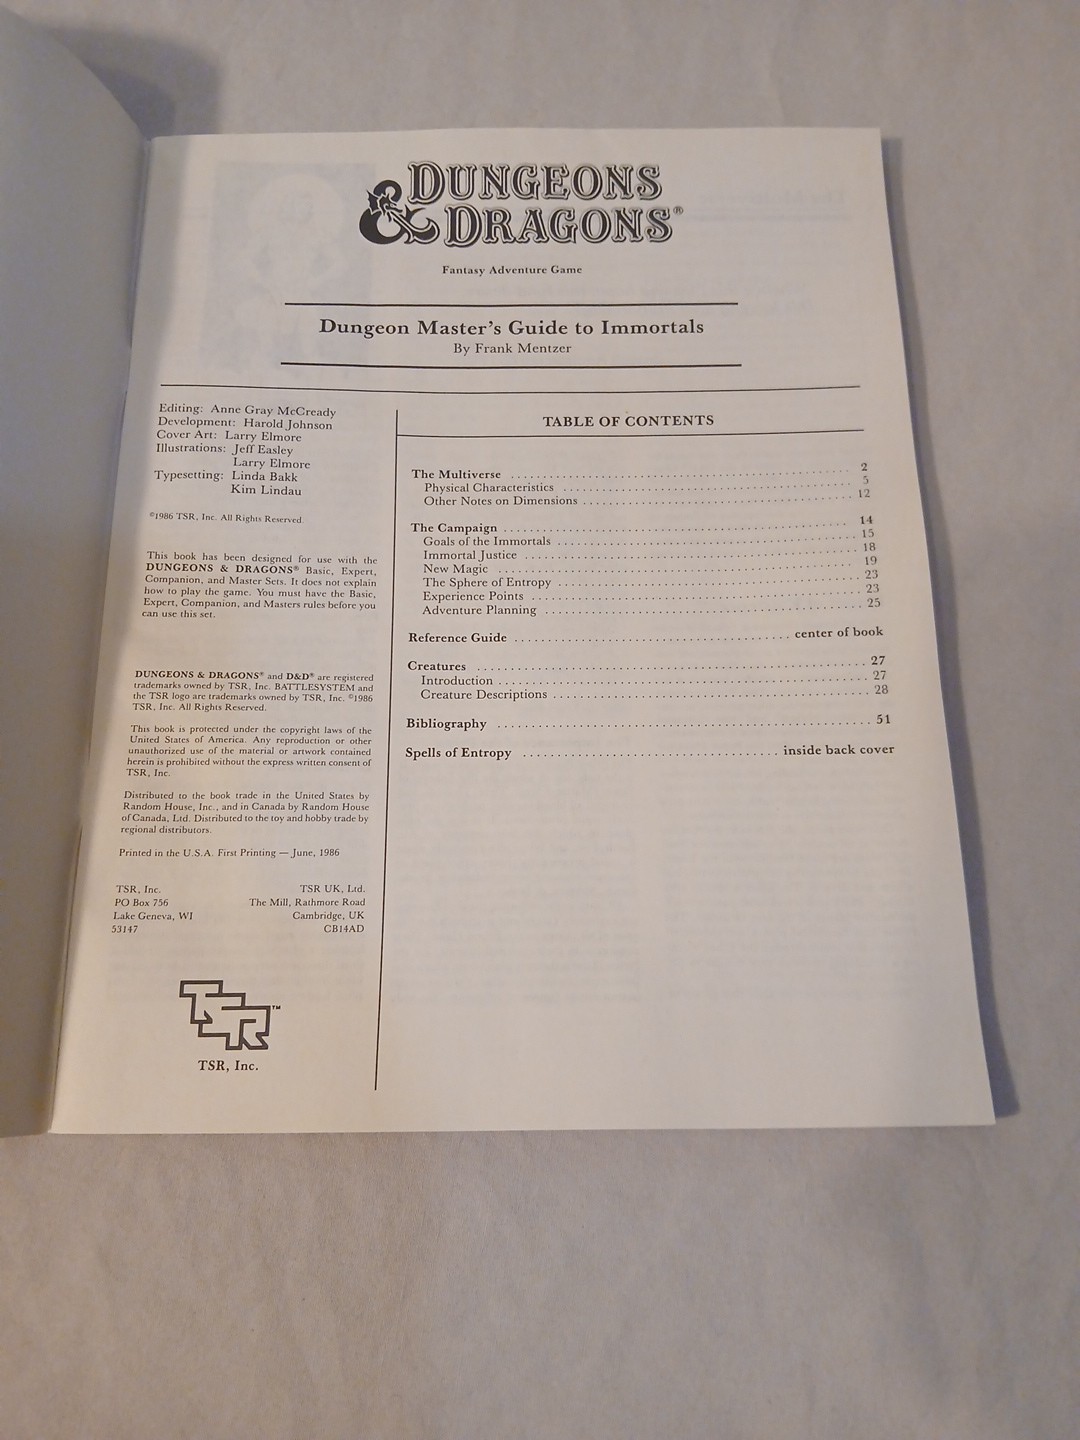 DUNGEONS
& DRAGONS®
Fantasy Adventure Game
Dungeon Master's Guide to Immortals
By Frank Mentzer
Editing: Anne Gray McCready
Development: Harold Johnson
Cover Art: Larry Elmore
Illustrations: Jeff Easley
Larry Elmore
Typesetting: Linda Bakk
Kim Lindau
©1986 TSR, Inc. All Rights Reserved.
This book has been designed for use with the
DUNGEONS & DRAGONS® Basic, Expert,
Companion, and Master Sets. It does not explain
how to play the game. You must have the Basic,
Expert, Companion, and Masters rules before you
can use this set.
DUNGEONS & DRAGONS® and D&D® are registered
trademarks owned by TSR, Inc. BATTLESYSTEM and
the TSR logo are trademarks owned by TSR, Inc. ©1986
TSR, Inc. All Rights Reserved.
This book is protected under the copyright laws of the
United States of America. Any reproduction or other
unauthorized use of the material or artwork contained
herein is prohibited without the express written consent of
TSR, Inc.
Distributed to the book trade in the United States by
Random House, Inc., and in Canada by Random House
of Canada, Ltd. Distributed to the toy and hobby trade by
regional distributors.
Printed in the U.S.A. First Printing — June, 1986
TSR, Inc.
PO Box 756
Lake Geneva, WI
53147
TSR UK, Ltd.
The Mill, Rathmore Road
Cambridge, UK
CB14AD
TSR™
TSR, Inc.
TABLE OF CONTENTS
The Multiverse ........ 2
Physical Characteristics ........ 5
Other Notes on Dimensions ........ 12
The Campaign ........ 14
Goals of the Immortals ........ 15
Immortal Justice ........ 18
New Magic ........ 19
The Sphere of Entropy ........ 23
Experience Points ........ 23
Adventure Planning ........ 25
Reference Guide ........ center of book
Creatures ........ 27
Introduction ........ 27
Creature Descriptions ........ 28
Bibliography ........ 51
Spells of Entropy ........ inside back cover